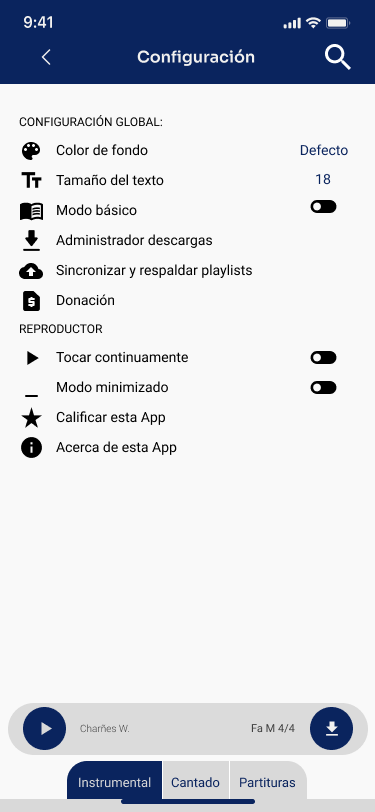 9:41
Configuración
CONFIGURACIÓN GLOBAL:
Color de fondo Defecto
Tamaño del texto 18
Modo básico
Administrador descargas
Sincronizar y respaldar playlists
Donación
REPRODUCTOR
Tocar continuamente
Modo minimizado
Calificar esta App
Acerca de esta App
Charñes W. Fa M 4/4
Instrumental Cantado Partituras